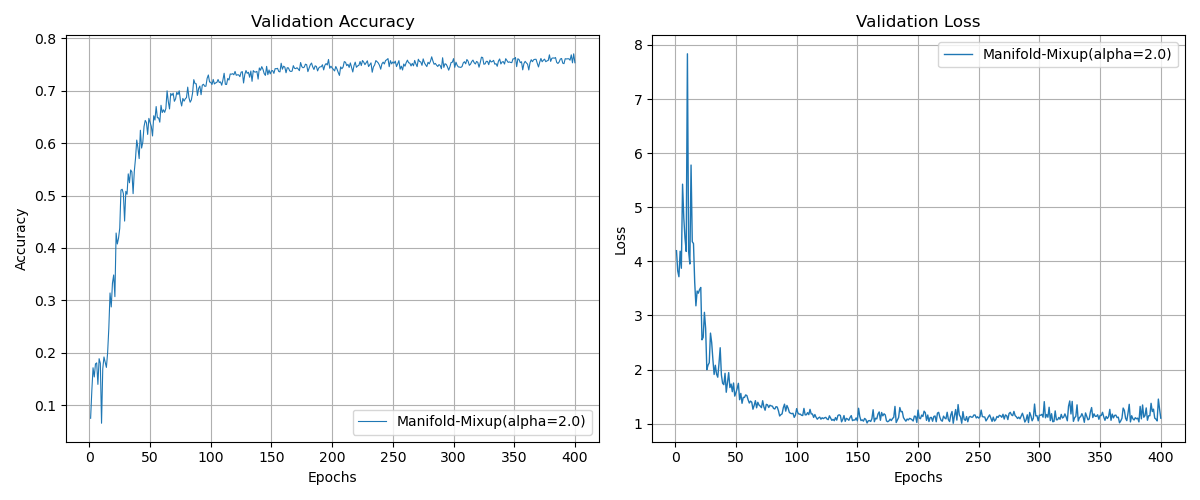 Validation Accuracy
Accuracy
0.8
0.7
0.6
0.5
0.4
0.3
0.2
0.1
Manifold-Mixup(alpha=2.0)
0 50 100 150 200 250 300 350 400
Epochs
Validation Loss
Loss
8
7
6
5
4
3
2
1
Manifold-Mixup(alpha=2.0)
0 50 100 150 200 250 300 350 400
Epochs